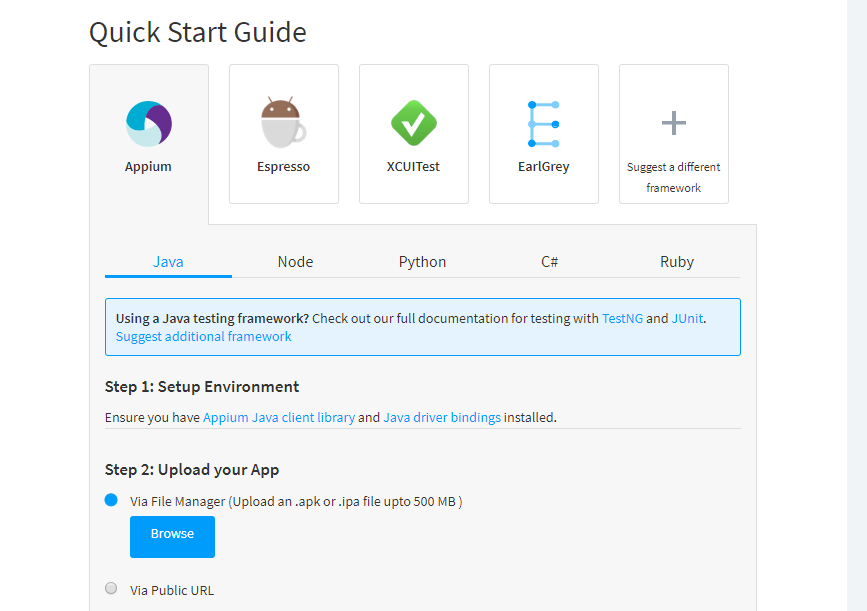 Quick Start Guide
Appium
Espresso
XCUITest
EarlGrey
Suggest a different
framework
Java
Node
Python
C#
Ruby
Using a Java testing framework? Check out our full documentation for testing with TestNG and JUnit.
Suggest additional framework
Step 1: Setup Environment
Ensure you have Appium Java client library and Java driver bindings installed.
Step 2: Upload your App
Via File Manager (Upload an .apk or .ipa file upto 500 MB )
Browse
Via Public URL